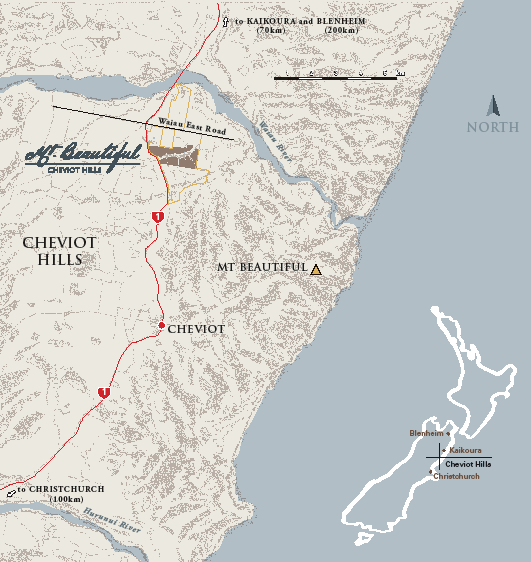 to KAIKOURA and BLENHEIM
(70km) (200km)
km
NORTH
Waiau East Road
Waiau River
Mt. Beautiful
CHEVIOT HILLS
1
CHEVIOT
HILLS
MT BEAUTIFUL
CHEVIOT
1
Blenheim
Kaikoura
Cheviot Hills
Christchurch
to CHRISTCHURCH
(100km)
Hurunui River